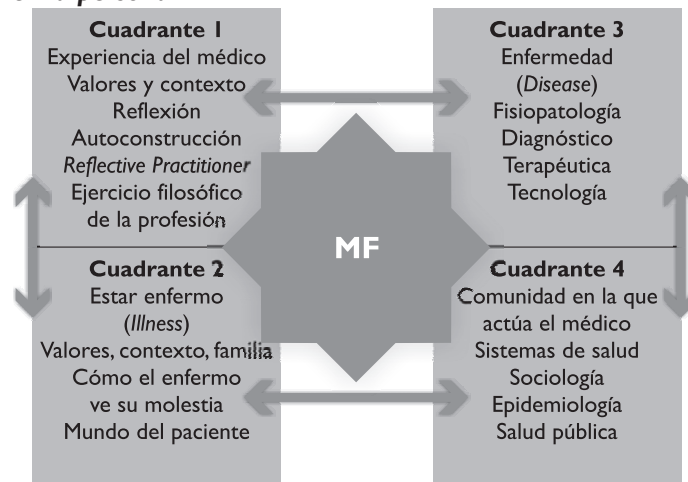 Cuadrante 1
Experiencia del médico
Valores y contexto
Reflexión
Autoconstrucción
Reflective Practitioner
Ejercicio filosófico
de la profesión
Cuadrante 3
Enfermedad
(Disease)
Fisiopatología
Diagnóstico
Terapéutica
Tecnología
MF
Cuadrante 2
Estar enfermo
(Illness)
Valores, contexto, familia
Cómo el enfermo
ve su molestia
Mundo del paciente
Cuadrante 4
Comunidad en la que
actúa el médico
Sistemas de salud
Sociología
Epidemiología
Salud pública